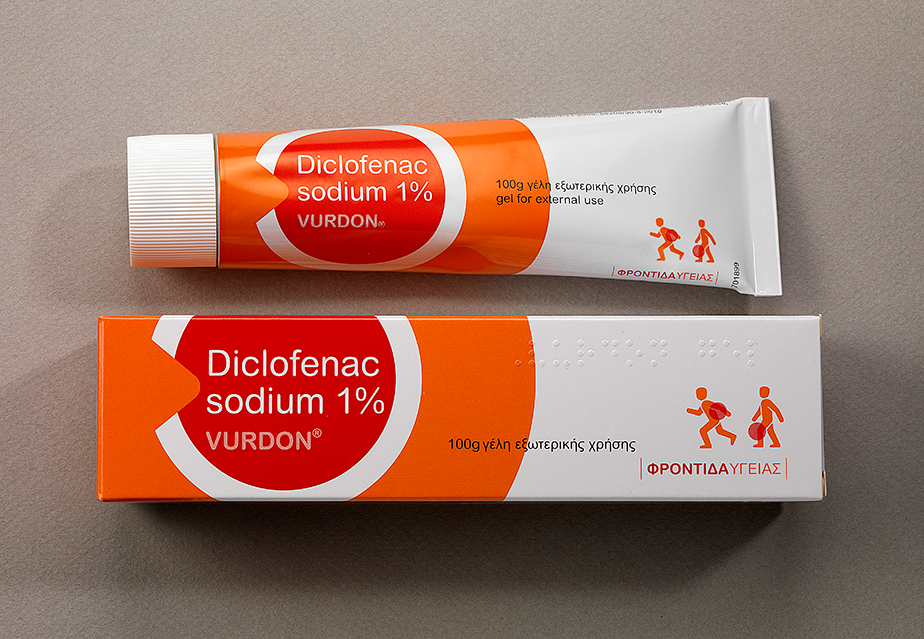 Diclofenac
sodium 1%
VURDON®
100g γέλη εξωτερικής χρήσης
gel for external use
ΦΡΟΝΤΙΔΑΥΓΕΙΑΣ
701899
Diclofenac
sodium 1%
VURDON®
100g γέλη εξωτερικής χρήσης
ΦΡΟΝΤΙΔΑΥΓΕΙΑΣ